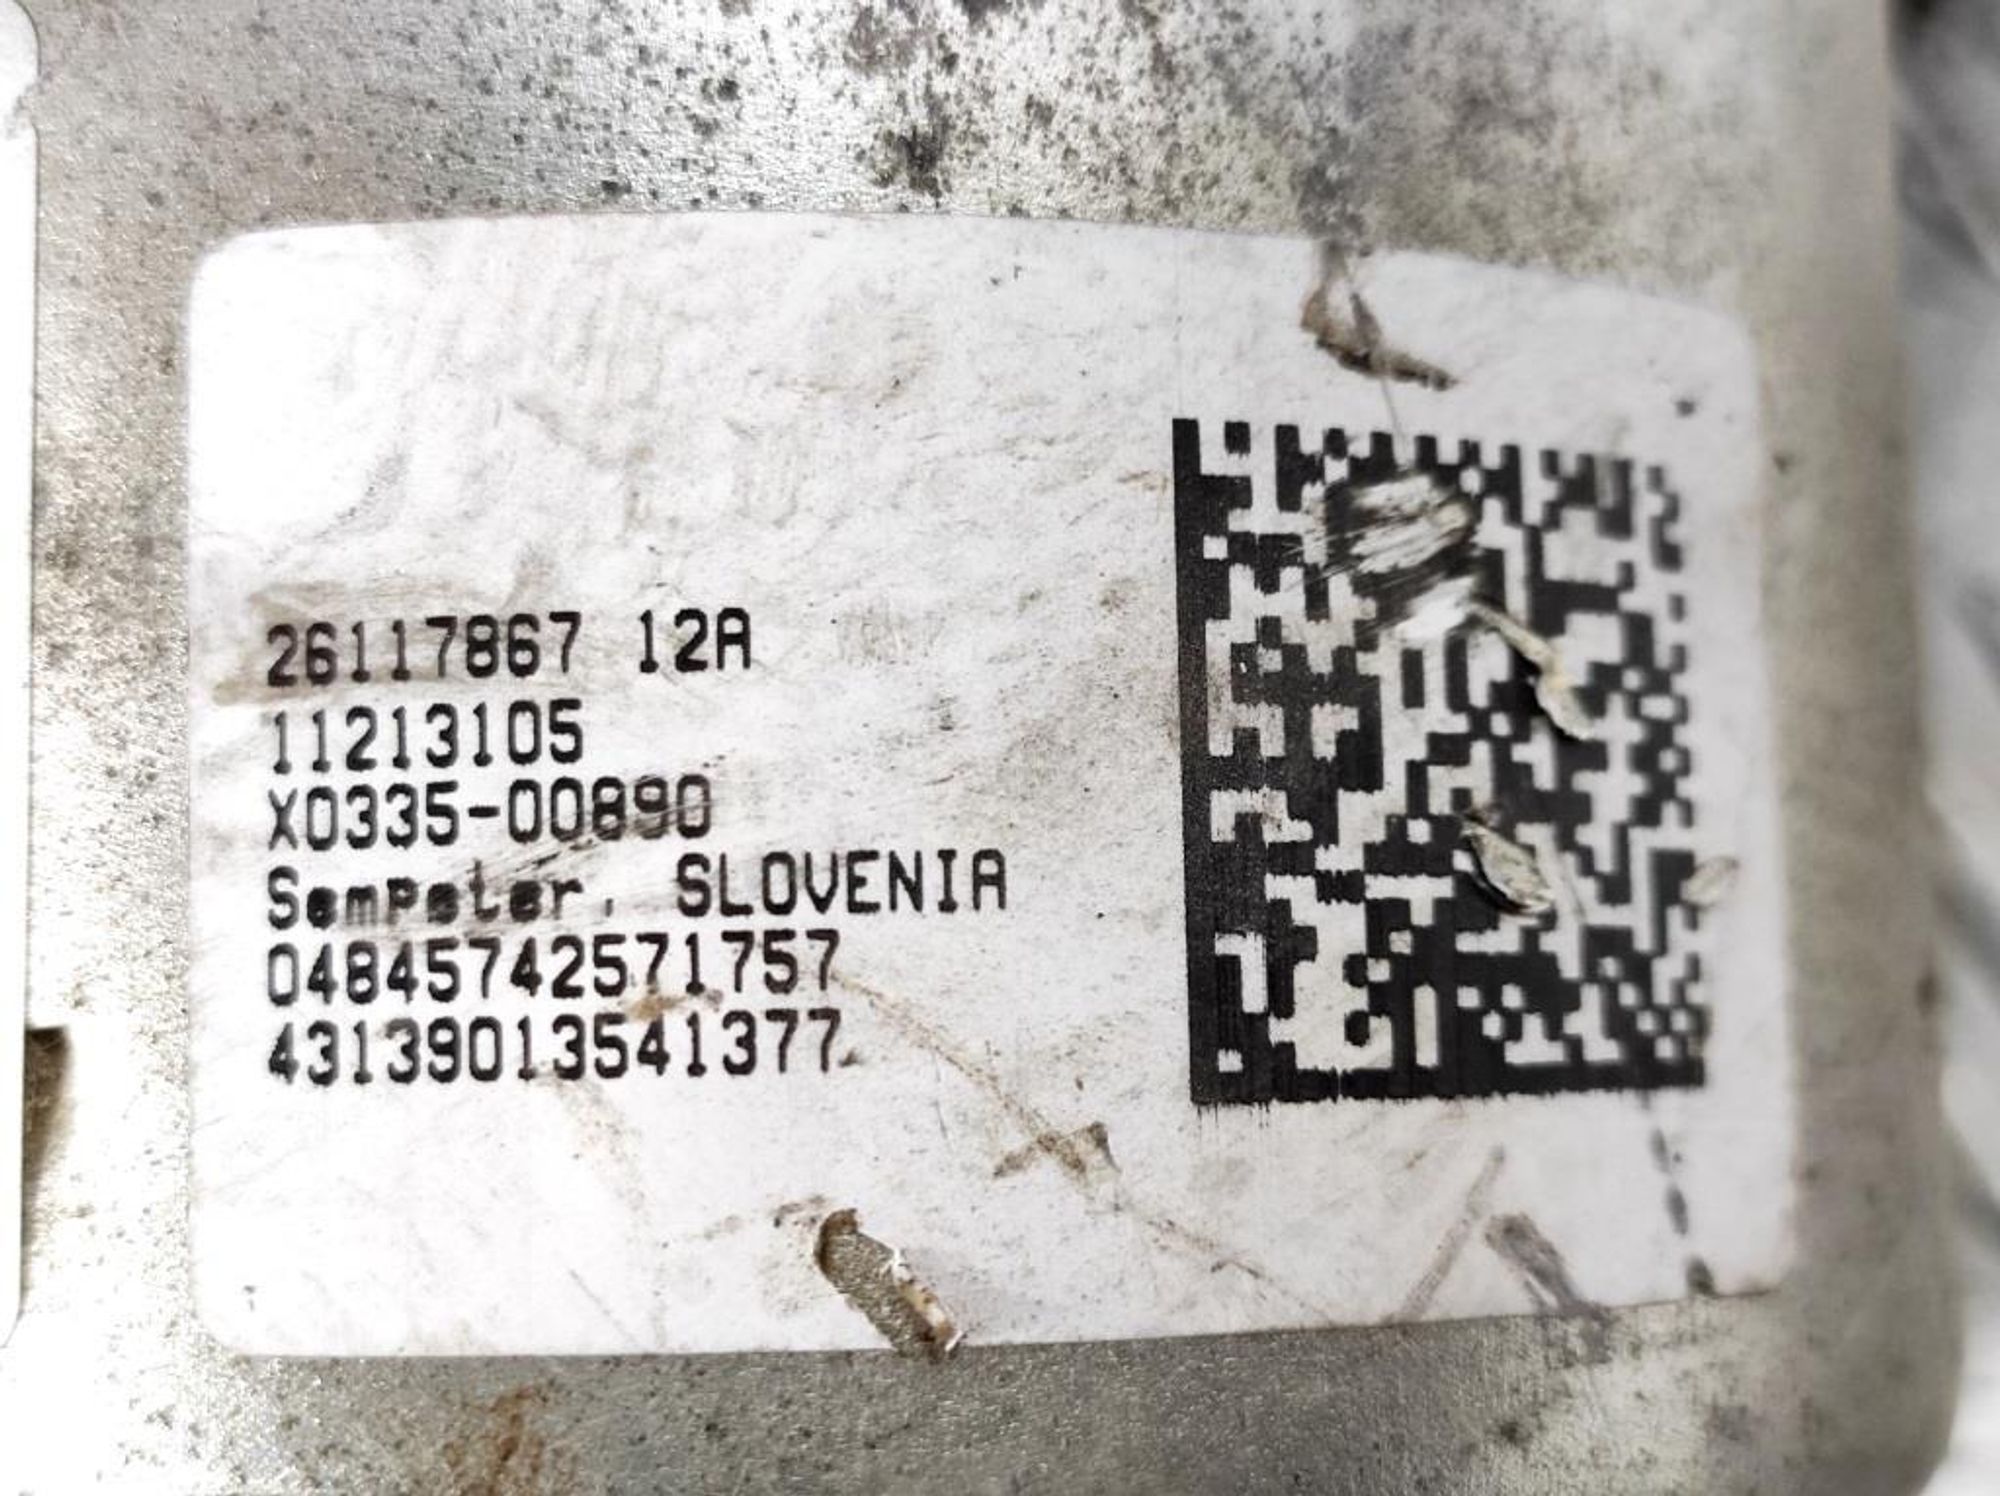 26117867 12A
11213105
X0335-00890
Sempeter, SLOVENIA
04845742571757
43139013541377